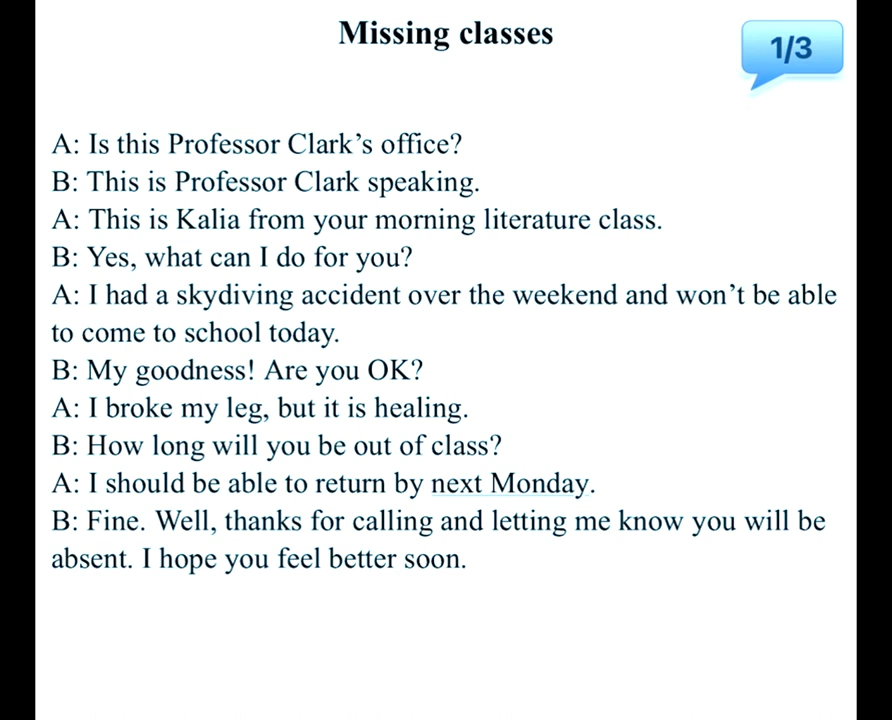 Missing classes
1/3
A: Is this Professor Clark’s office?
B: This is Professor Clark speaking.
A: This is Kalia from your morning literature class.
B: Yes, what can I do for you?
A: I had a skydiving accident over the weekend and won’t be able
to come to school today.
B: My goodness! Are you OK?
A: I broke my leg, but it is healing.
B: How long will you be out of class?
A: I should be able to return by next Monday.
B: Fine. Well, thanks for calling and letting me know you will be
absent. I hope you feel better soon.